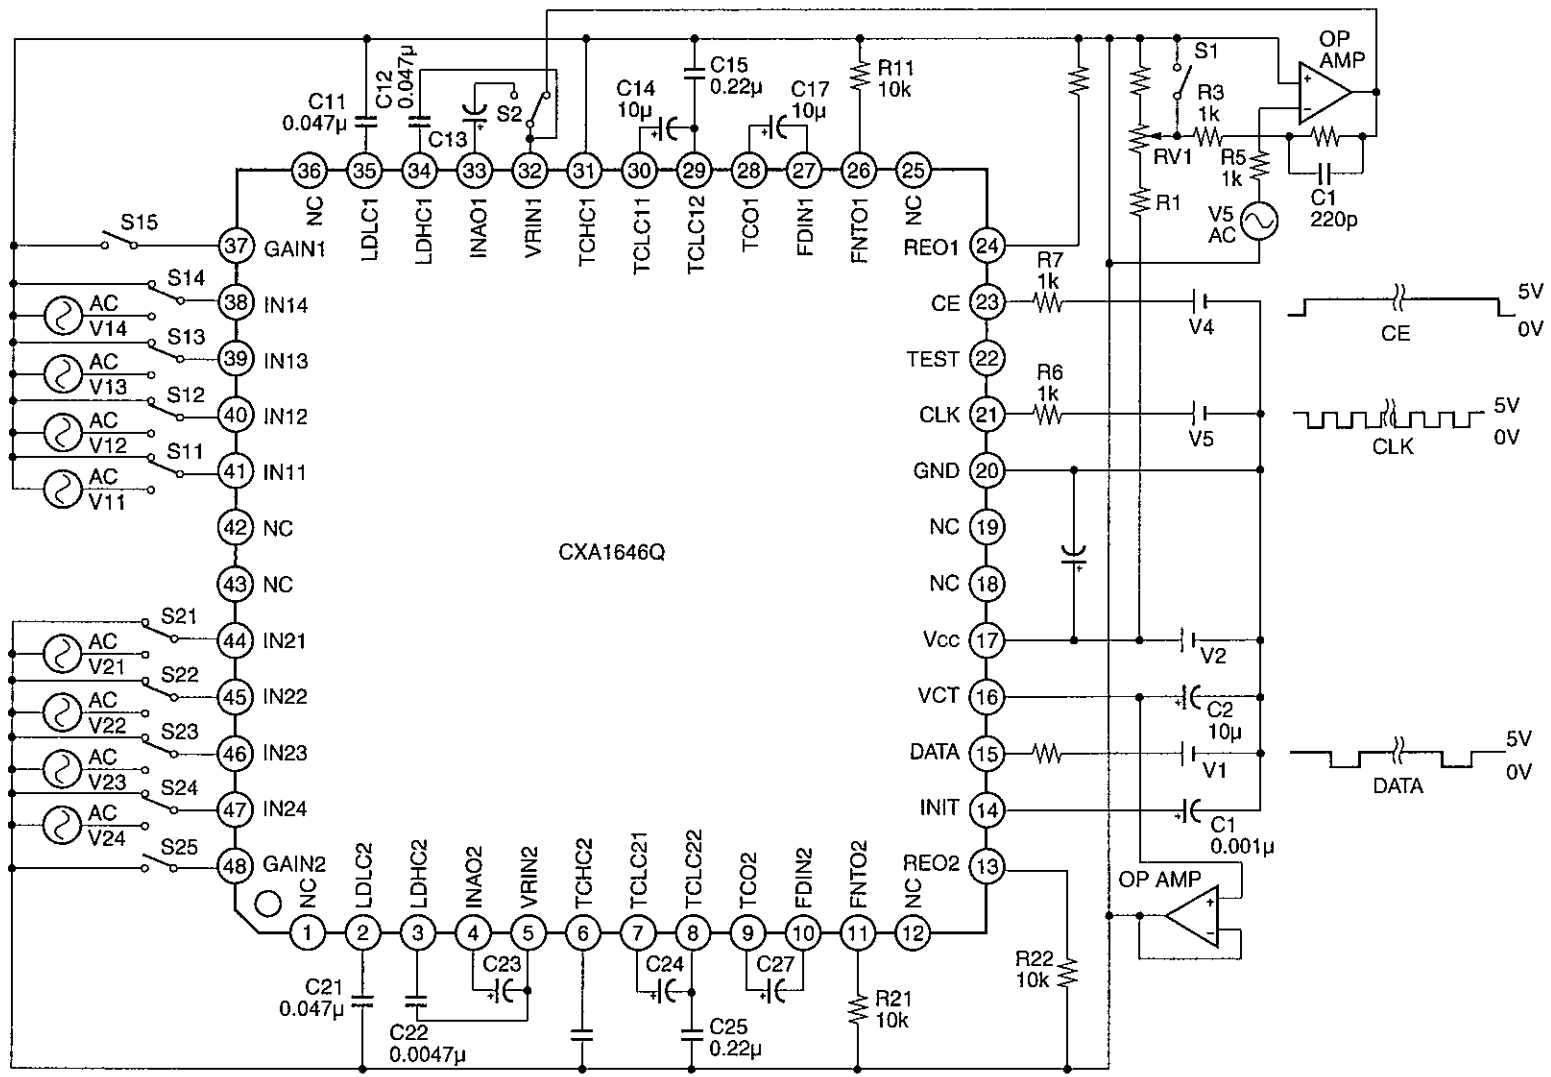 C11
0.047µ
C12
0.047µ
C13
S2
C14
10µ
C15
0.22µ
C17
10µ
R11
10k
S1
OP
AMP
R3
1k
RV1
R5
1k
R1
V5
AC
C1
220p
+
−
36
35
34
33
32
31
30
29
28
27
26
25
NC
LDLC1
LDHC1
INAO1
VRIN1
TCHC1
TCLC11
TCLC12
TCO1
FDIN1
FNTO1
NC
S15
37
GAIN1
S14
38
IN14
AC
V14
S13
39
IN13
AC
V13
S12
40
IN12
AC
V12
S11
41
IN11
AC
V11
42
NC
43
NC
S21
44
IN21
AC
V21
S22
45
IN22
AC
V22
S23
46
IN23
AC
V23
S24
47
IN24
AC
V24
S25
48
GAIN2
CXA1646Q
REO1
24
CE
23
R7
1k
V4
TEST
22
CLK
21
R6
1k
V5
GND
20
NC
19
NC
18
+
Vcc
17
V2
VCT
16
+
C2
10µ
DATA
15
V1
INIT
14
+
C1
0.001µ
REO2
13
5V
0V
CE
5V
0V
CLK
5V
0V
DATA
OP AMP
+
−
NC
LDLC2
LDHC2
INAO2
VRIN2
TCHC2
TCLC21
TCLC22
TCO2
FDIN2
FNTO2
NC
1
2
3
4
5
6
7
8
9
10
11
12
C21
0.047µ
C22
0.0047µ
C23
+
C24
+
C25
0.22µ
C27
+
R21
10k
R22
10k